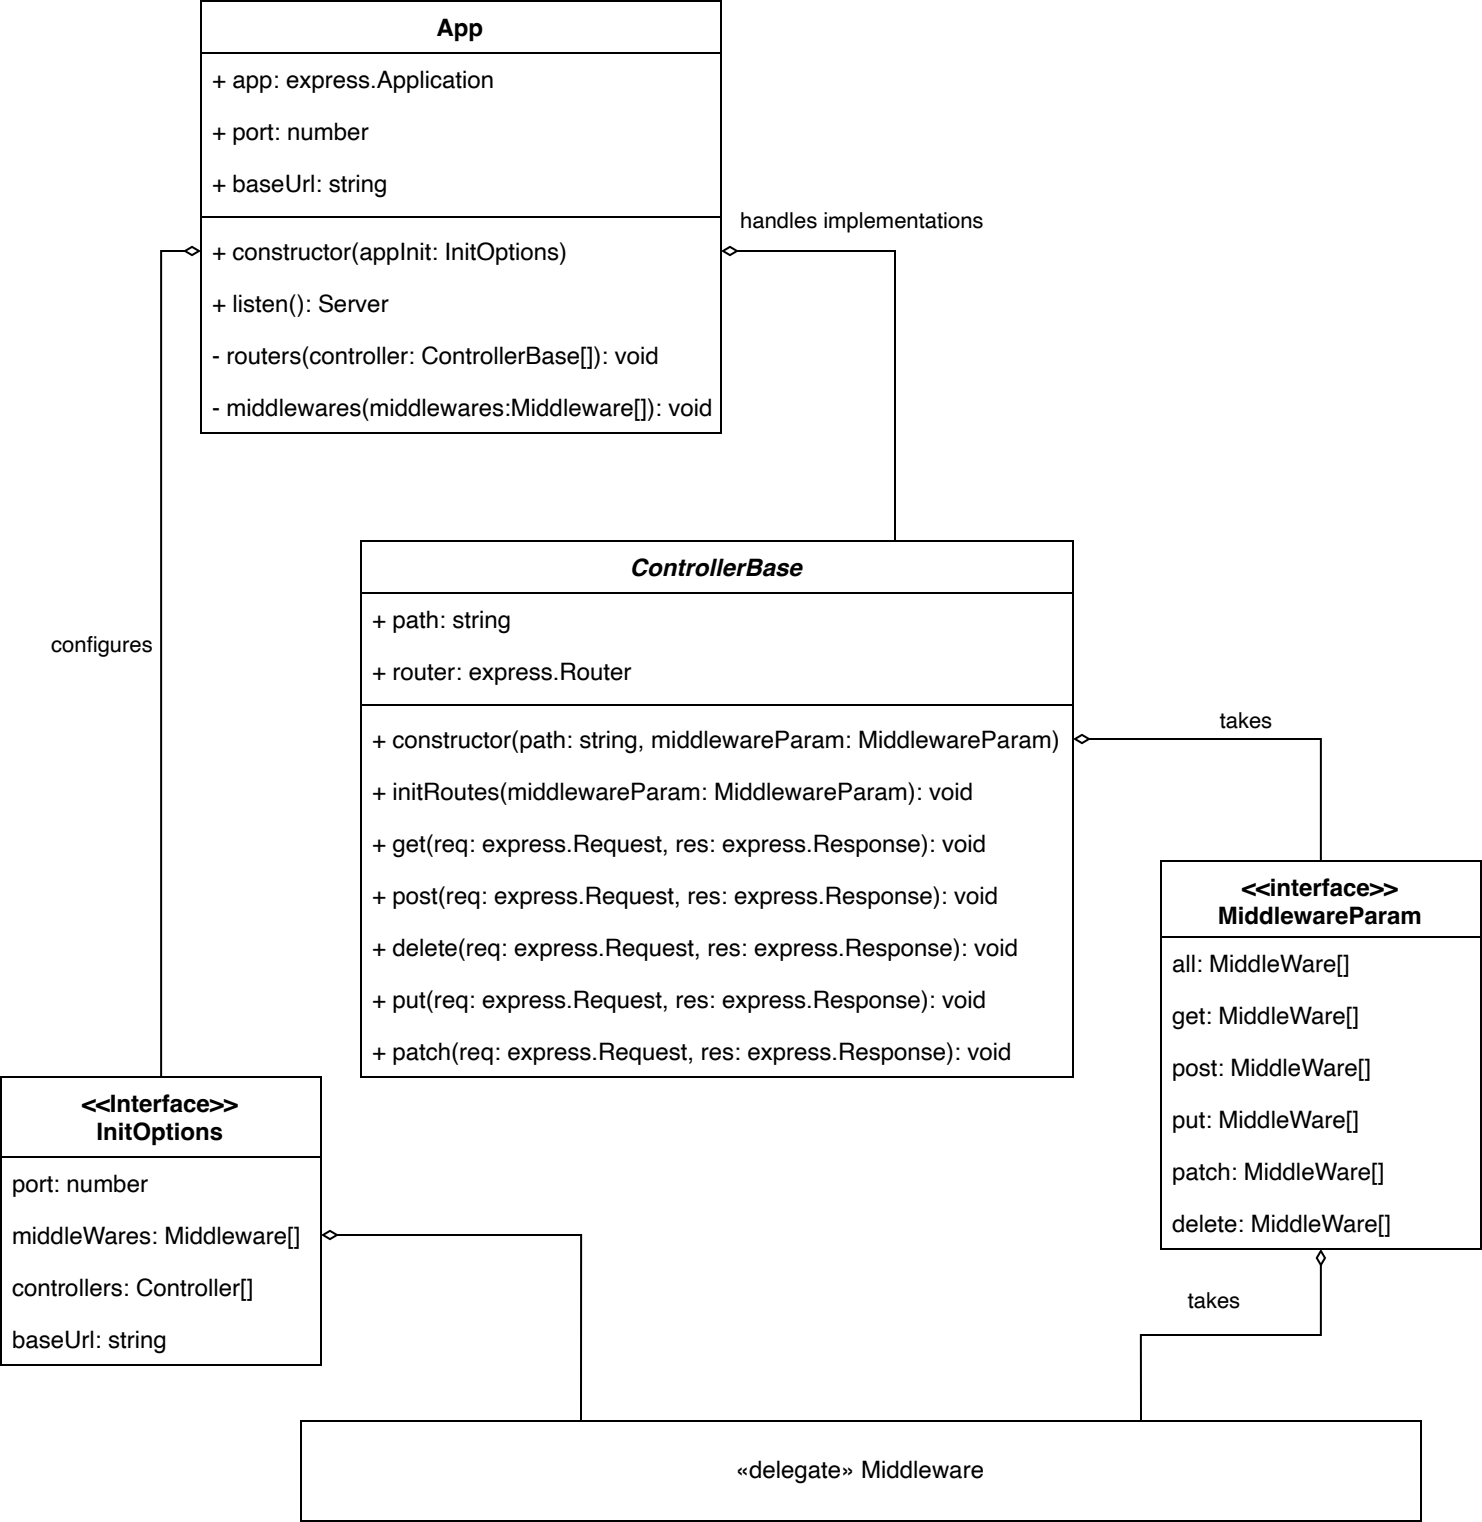 App
+ app: express.Application
+ port: number
+ baseUrl: string
handles implementations
+ constructor(appInit: InitOptions)
+ listen(): Server
- routers(controller: ControllerBase[]): void
- middlewares(middlewares:Middleware[]): void
ControllerBase
+ path: string
+ router: express.Router
configures
+ constructor(path: string, middlewareParam: MiddlewareParam)
+ initRoutes(middlewareParam: MiddlewareParam): void
+ get(req: express.Request, res: express.Response): void
+ post(req: express.Request, res: express.Response): void
+ delete(req: express.Request, res: express.Response): void
+ put(req: express.Request, res: express.Response): void
+ patch(req: express.Request, res: express.Response): void
takes
<<interface>>
MiddlewareParam
all: MiddleWare[]
get: MiddleWare[]
post: MiddleWare[]
put: MiddleWare[]
patch: MiddleWare[]
delete: MiddleWare[]
<<Interface>>
InitOptions
port: number
middleWares: Middleware[]
controllers: Controller[]
baseUrl: string
takes
«delegate» Middleware